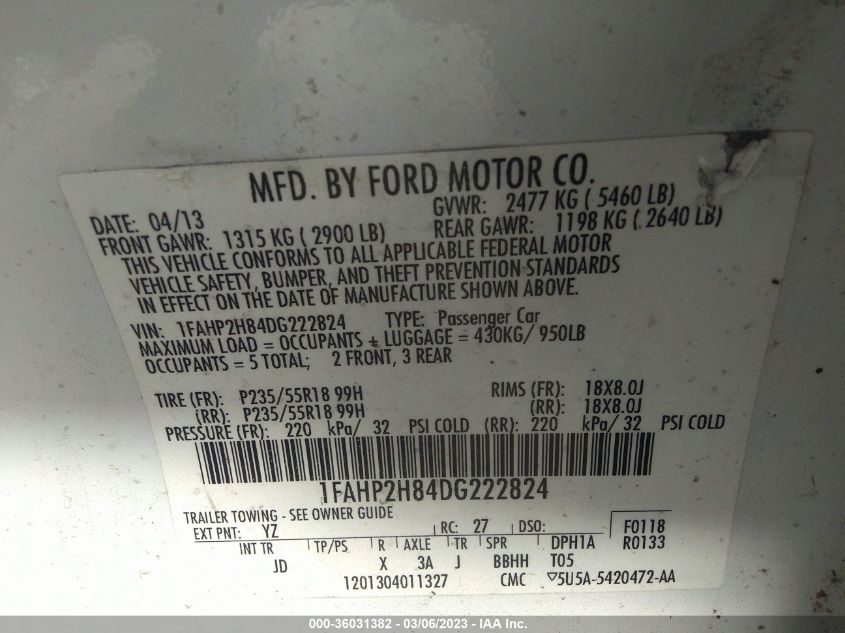 MFD. BY FORD MOTOR CO.
DATE: 04/13 GVWR: 2477 KG ( 5460 LB)
FRONT GAWR: 1315 KG ( 2900 LB) REAR GAWR: 1198 KG ( 2640 LB)
THIS VEHICLE CONFORMS TO ALL APPLICABLE FEDERAL MOTOR
VEHICLE SAFETY, BUMPER, AND THEFT PREVENTION STANDARDS
IN EFFECT ON THE DATE OF MANUFACTURE SHOWN ABOVE.
VIN: 1FAHP2H84DG222824 TYPE: Passenger Car
MAXIMUM LOAD = OCCUPANTS + LUGGAGE = 430KG/ 950LB
OCCUPANTS = 5 TOTAL; 2 FRONT, 3 REAR
TIRE (FR): P235/55R18 99H RIMS (FR): 18X8.0J
(RR): P235/55R18 99H (RR): 18X8.0J
PRESSURE (FR): 220 kPa/ 32 PSI COLD (RR): 220 kPa/ 32 PSI COLD
1FAHP2H84DG222824
TRAILER TOWING - SEE OWNER GUIDE
EXT PNT: YZ RC: 27 DSO: F0118
INT TR TP/PS R AXLE TR SPR DPH1A R0133
JD X 3A J BBHH T05
1201304011327 CMC ▽5U5A-5420472-AA
000-36031382 — 03/06/2023 — IAA Inc.